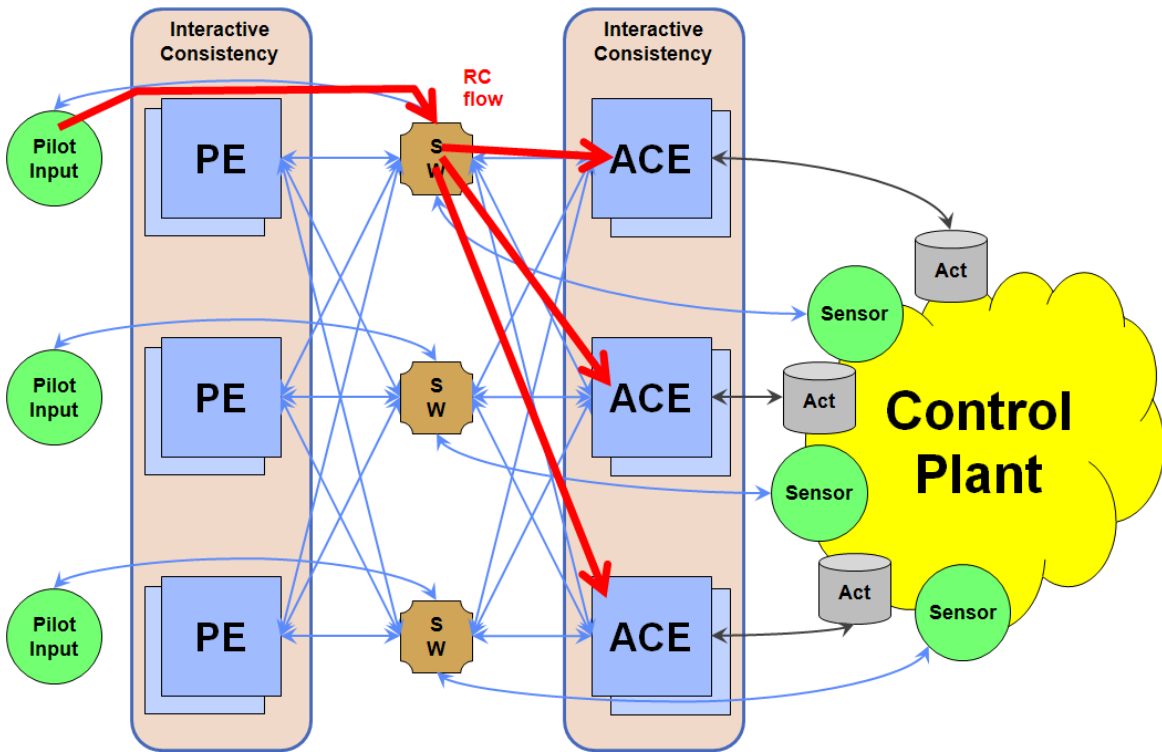 Interactive
Consistency
Interactive
Consistency
RC
flow
Pilot
Input
PE
S
W
ACE
Act
Sensor
Pilot
Input
PE
S
W
ACE
Act
Control
Plant
Sensor
Pilot
Input
PE
S
W
ACE
Act
Sensor